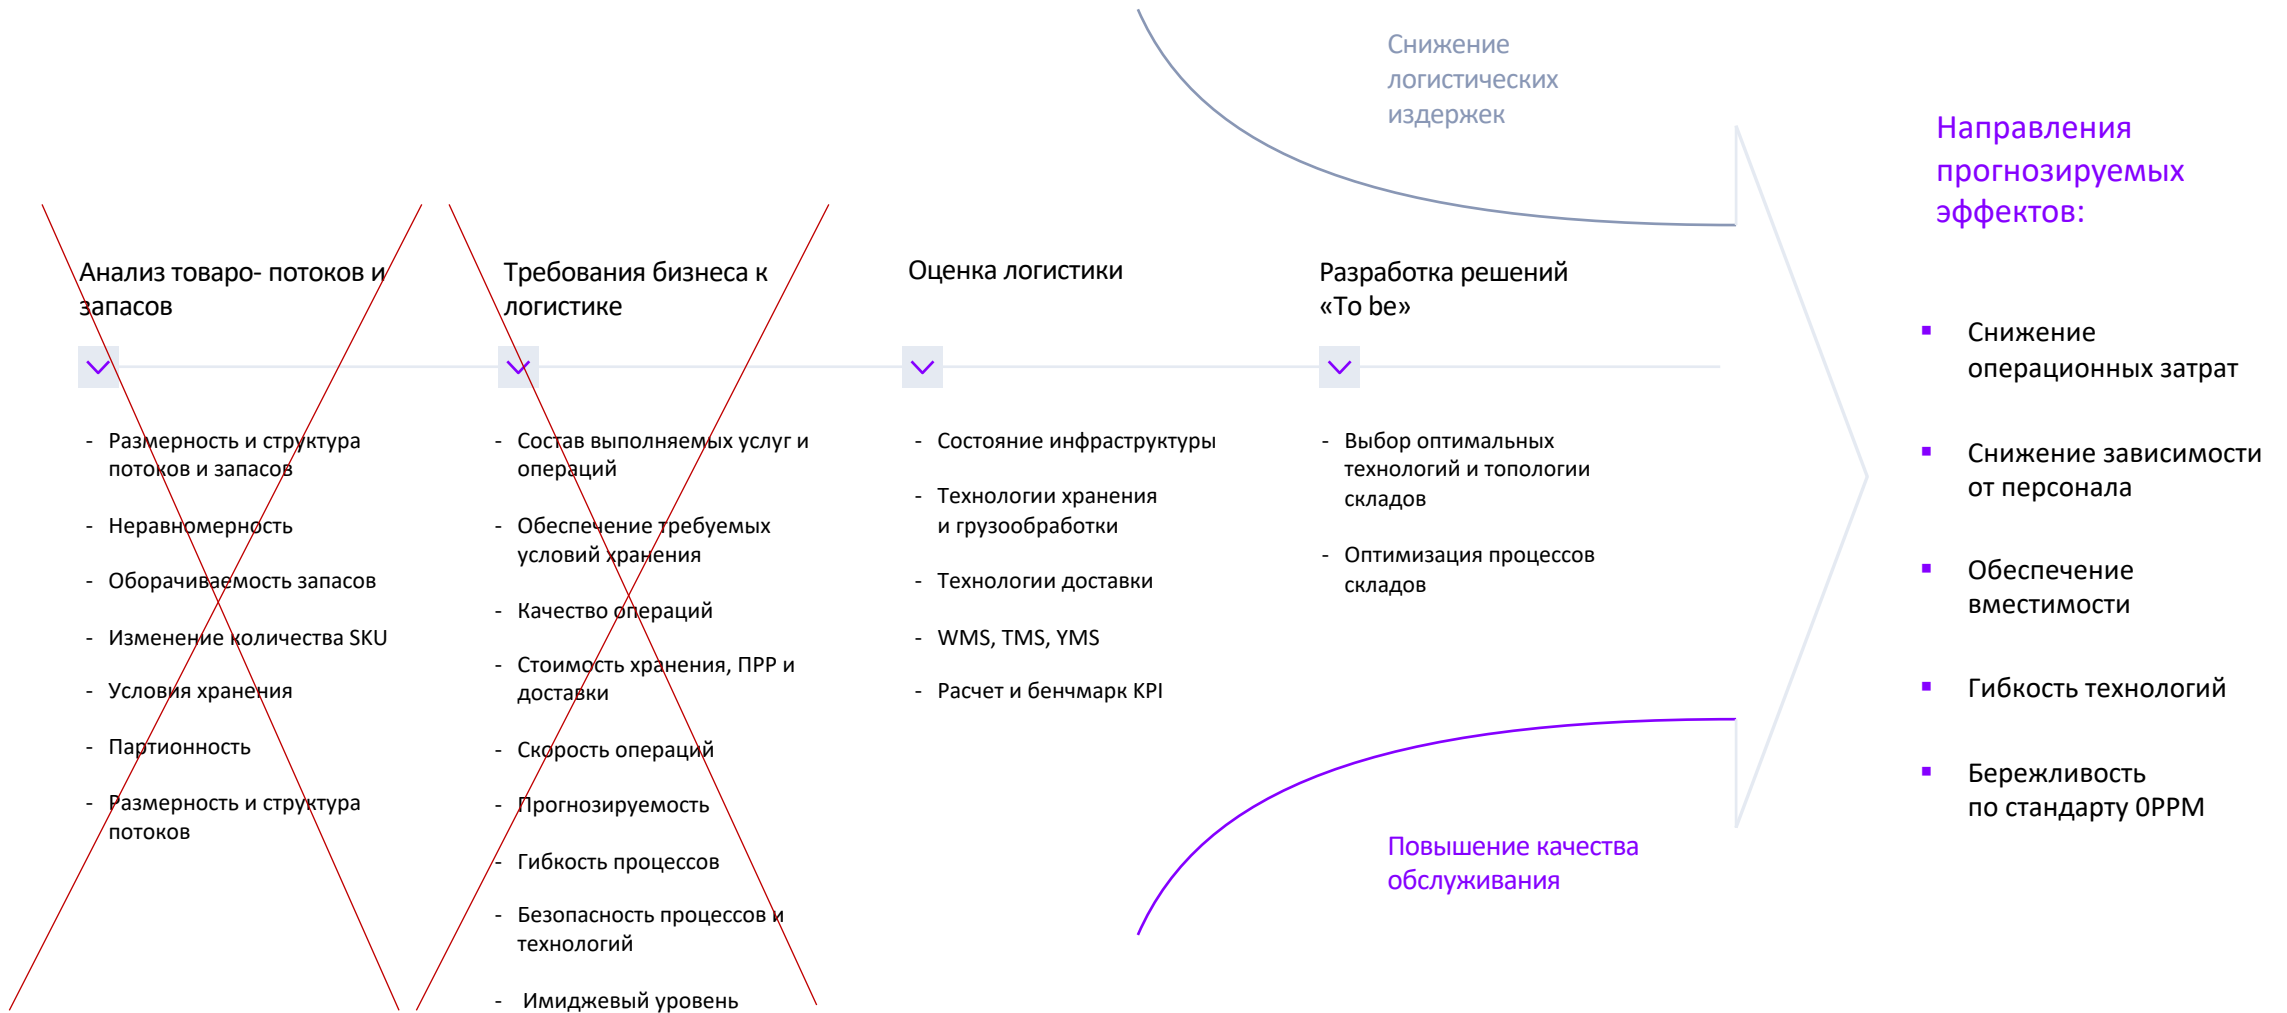 Снижение
логистических
издержек
Направления
прогнозируемых
эффектов:
Анализ товаро- потоков и
запасов
Требования бизнеса к
логистике
Оценка логистики
Разработка решений
«To be»
- Размерность и структура
потоков и запасов
- Неравномерность
- Оборачиваемость запасов
- Изменение количества SKU
- Условия хранения
- Партионность
- Размерность и структура
потоков
- Состав выполняемых услуг и
операций
- Обеспечение требуемых
условий хранения
- Качество операций
- Стоимость хранения, ПРР и
доставки
- Скорость операций
- Прогнозируемость
- Гибкость процессов
- Безопасность процессов и
технологий
- Имиджевый уровень
- Состояние инфраструктуры
- Технологии хранения
и грузообработки
- Технологии доставки
- WMS, TMS, YMS
- Расчет и бенчмарк KPI
- Выбор оптимальных
технологий и топологии
складов
- Оптимизация процессов
складов
Повышение качества
обслуживания
▪ Снижение
операционных затрат
▪ Снижение зависимости
от персонала
▪ Обеспечение
вместимости
▪ Гибкость технологий
▪ Бережливость
по стандарту 0PPM